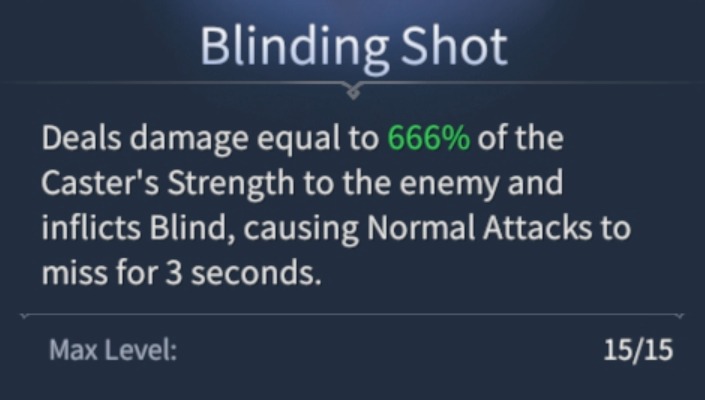 Blinding Shot
Deals damage equal to 666% of the
Caster's Strength to the enemy and
inflicts Blind, causing Normal Attacks to
miss for 3 seconds.
Max Level: 15/15